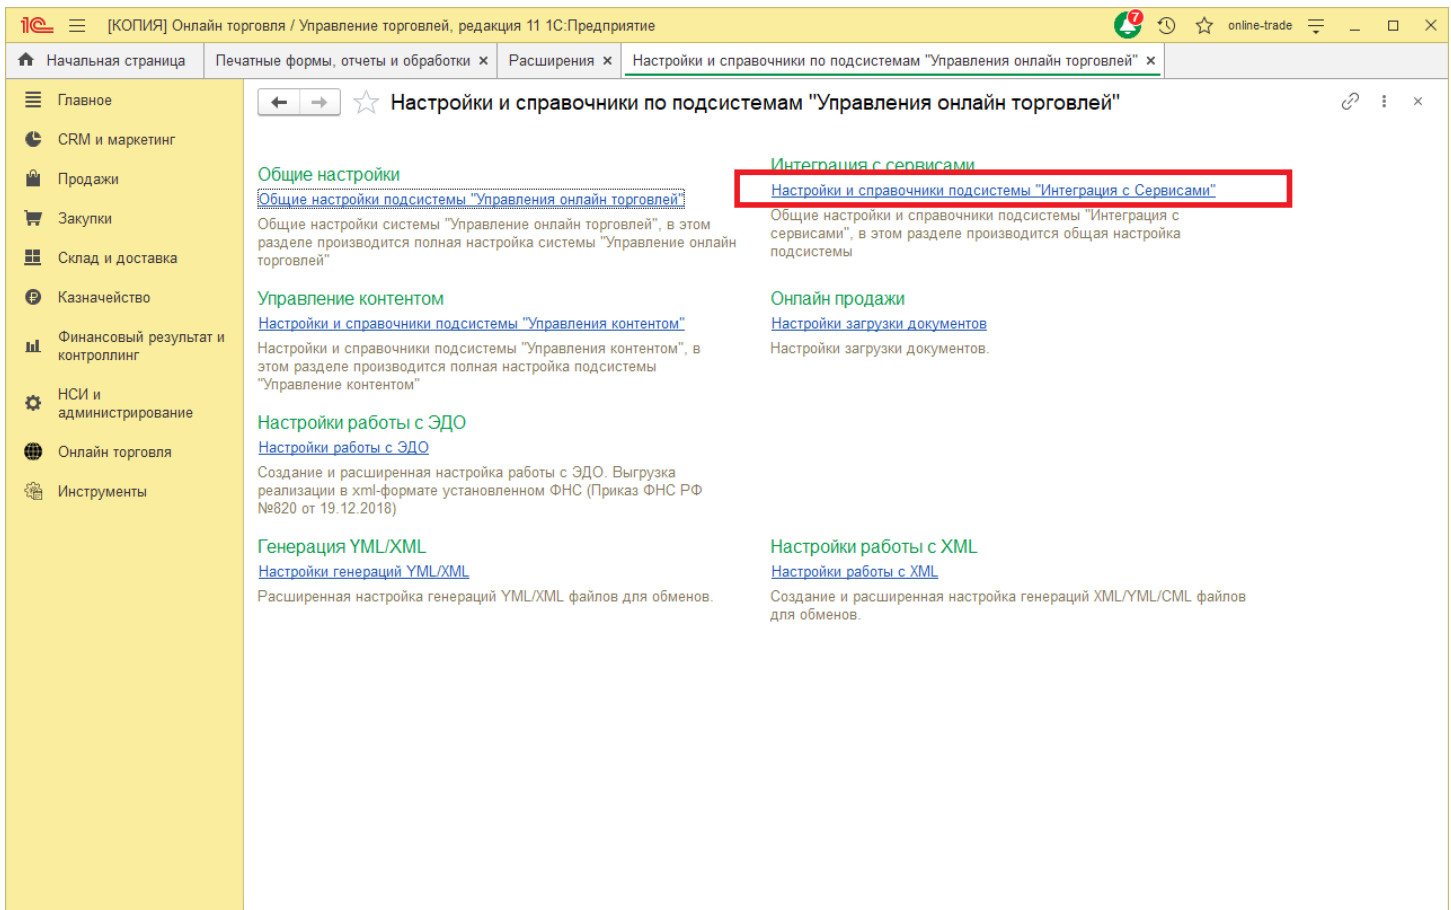 [КОПИЯ] Онлайн торговля / Управление торговлей, редакция 11 1С:Предприятие
7
online-trade
Начальная страница
Печатные формы, отчеты и обработки ×
Расширения ×
Настройки и справочники по подсистемам "Управления онлайн торговлей" ×
Главное
CRM и маркетинг
Продажи
Закупки
Склад и доставка
Казначейство
Финансовый результат и
контроллинг
НСИ и
администрирование
Онлайн торговля
Инструменты
Настройки и справочники по подсистемам "Управления онлайн торговлей"
Общие настройки
Общие настройки подсистемы "Управления онлайн торговлей"
Общие настройки системы "Управление онлайн торговлей", в этом
разделе производится полная настройка системы "Управление онлайн
торговлей"
Интеграция с сервисами
Настройки и справочники подсистемы "Интеграция с Сервисами"
Общие настройки и справочники подсистемы "Интеграция с
сервисами", в этом разделе производится общая настройка
подсистемы
Управление контентом
Настройки и справочники подсистемы "Управления контентом"
Настройки и справочники подсистемы "Управления контентом", в
этом разделе производится полная настройка подсистемы
"Управление контентом"
Онлайн продажи
Настройки загрузки документов
Настройки загрузки документов.
Настройки работы с ЭДО
Настройки работы с ЭДО
Создание и расширенная настройка работы с ЭДО. Выгрузка
реализации в xml-формате установленном ФНС (Приказ ФНС РФ
№820 от 19.12.2018)
Генерация YML/XML
Настройки генераций YML/XML
Расширенная настройка генераций YML/XML файлов для обменов.
Настройки работы с XML
Настройки работы с XML
Создание и расширенная настройка генераций XML/YML/CML файлов
для обменов.